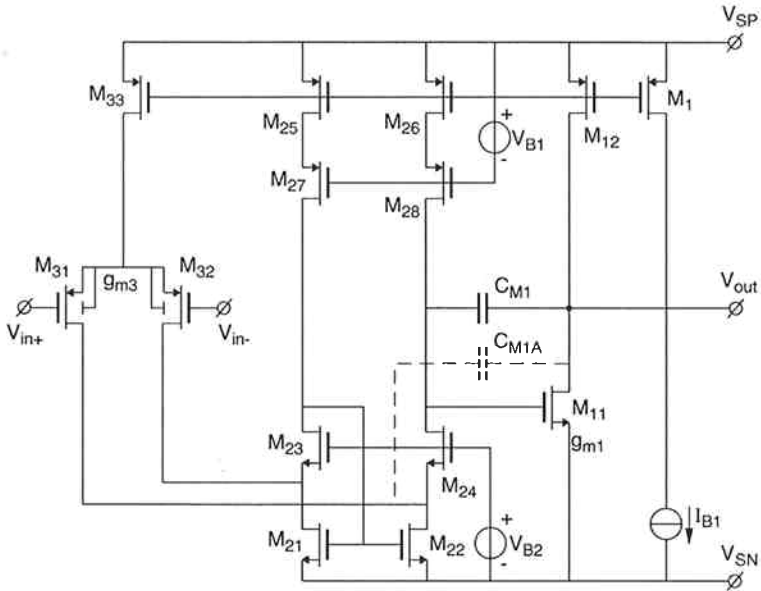 V_SP
M_33
M_25
M_26
+
V_B1
-
M_12
M_1
M_27
M_28
M_31
M_32
g_m3
V_in+
V_in-
C_M1
V_out
C_M1A
M_11
g_m1
M_23
M_24
M_21
M_22
+
V_B2
-
I_B1
V_SN